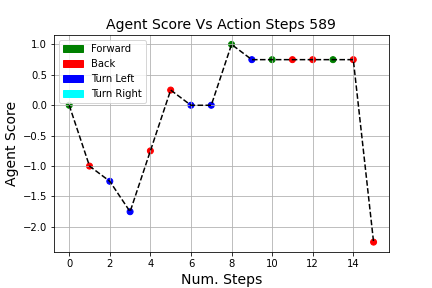 Agent Score Vs Action Steps 589
Forward
Back
Turn Left
Turn Right
Agent Score
1.0
0.5
0.0
−0.5
−1.0
−1.5
−2.0
0 2 4 6 8 10 12 14
Num. Steps